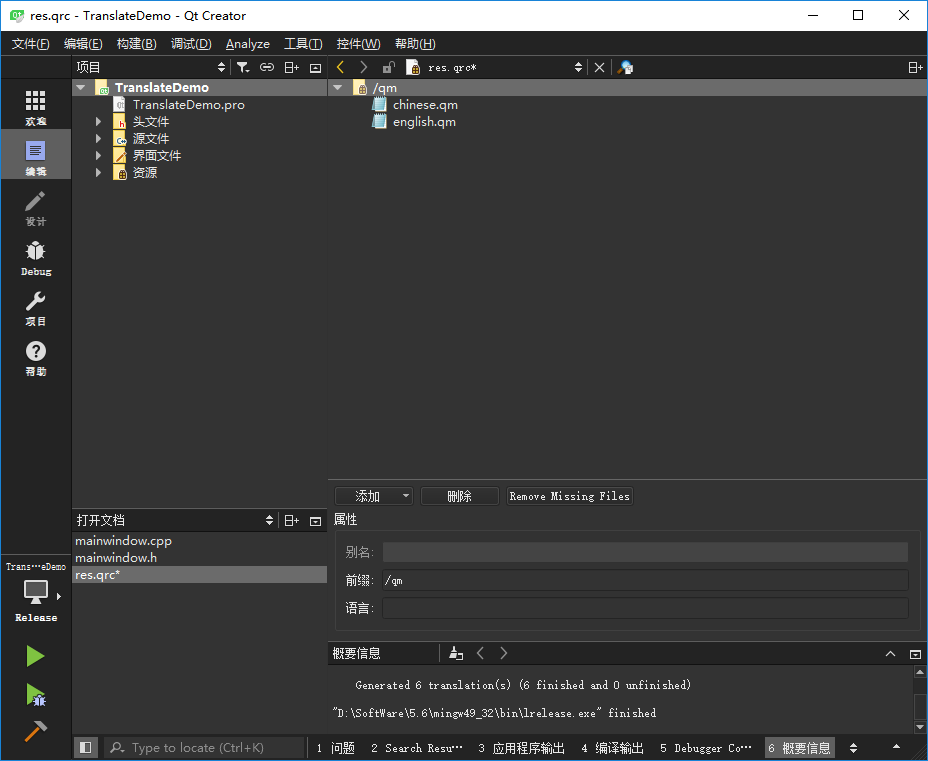 res.qrc - TranslateDemo - Qt Creator
文件(F) 编辑(E) 构建(B) 调试(D) Analyze 工具(T) 控件(W) 帮助(H)
项目
res.qrc*
欢迎
编辑
设计
Debug
项目
帮助
TranslateDemo
TranslateDemo.pro
头文件
源文件
界面文件
资源
/qm
chinese.qm
english.qm
添加 删除 Remove Missing Files
属性
别名:
前缀: /qm
语言:
打开文档
mainwindow.cpp
mainwindow.h
res.qrc*
Trans···eDemo
Release
概要信息
Generated 6 translation(s) (6 finished and 0 unfinished)
"D:\SoftWare\5.6\mingw49_32\bin\lrelease.exe" finished
Type to locate (Ctrl+K) 1 问题 2 Search Resu··· 3 应用程序输出 4 编译输出 5 Debugger Co··· 6 概要信息